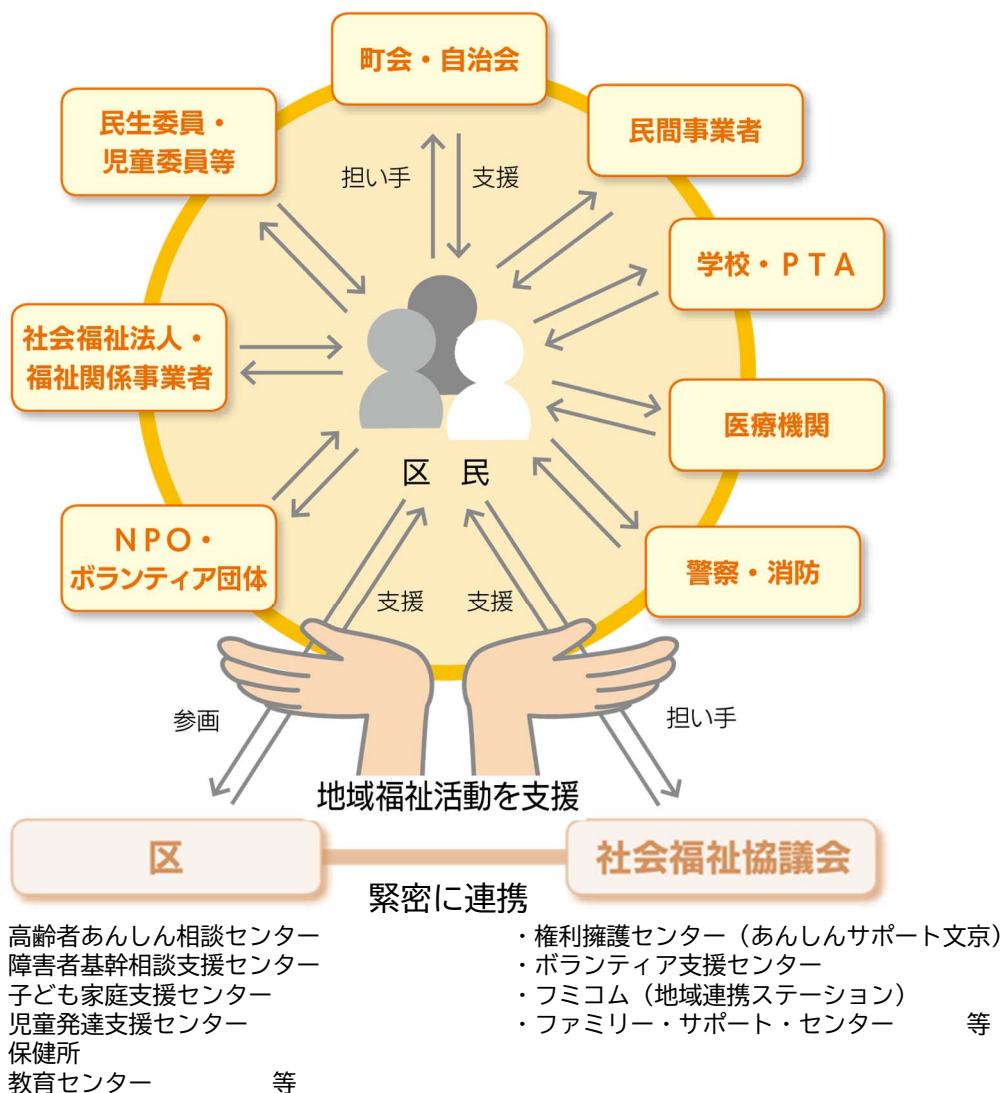 町会・自治会
民生委員・
児童委員等
民間事業者
担い手
支援
学校・ＰＴＡ
社会福祉法人・
福祉関係事業者
医療機関
区　民
ＮＰＯ・
ボランティア団体
警察・消防
支援
支援
参画
担い手
地域福祉活動を支援
区
社会福祉協議会
緊密に連携
高齢者あんしん相談センター
障害者基幹相談支援センター
子ども家庭支援センター
児童発達支援センター
保健所
教育センター　　　　　等
・権利擁護センター（あんしんサポート文京）
・ボランティア支援センター
・フミコム（地域連携ステーション）
・ファミリー・サポート・センター　　　等